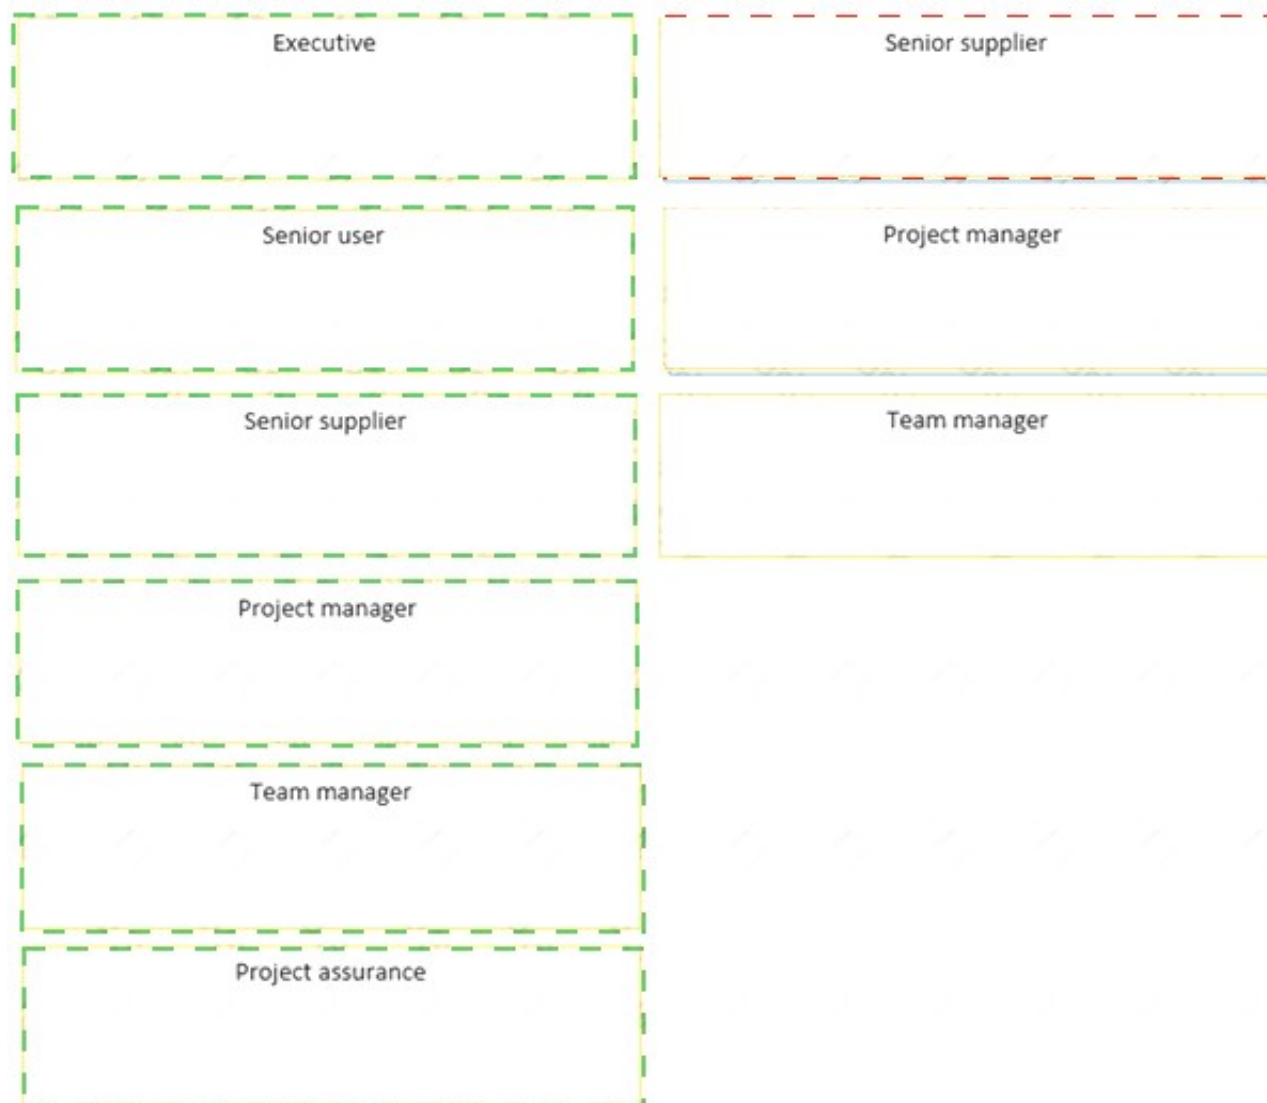 Executive
Senior supplier
Senior user
Project manager
Senior supplier
Team manager
Project manager
Team manager
Project assurance